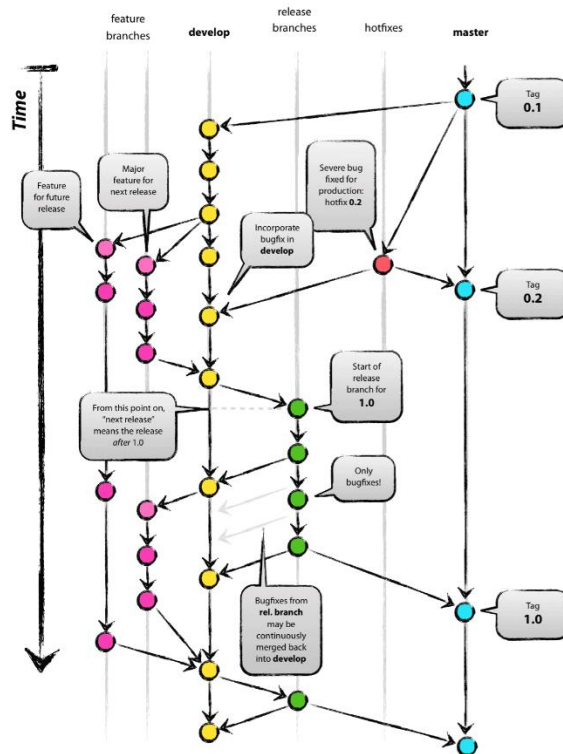 feature
branches
develop
release
branches
hotfixes
master
Time
Tag
0.1
Major
feature for
next release
Feature
for future
release
Severe bug
fixed for
production:
hotfix 0.2
Incorporate
bugfix in
develop
Tag
0.2
Start of
release
branch for
1.0
From this point on,
“next release”
means the release
after 1.0
Only
bugfixes!
Bugfixes from
rel. branch
may be
continuously
merged back
into develop
Tag
1.0